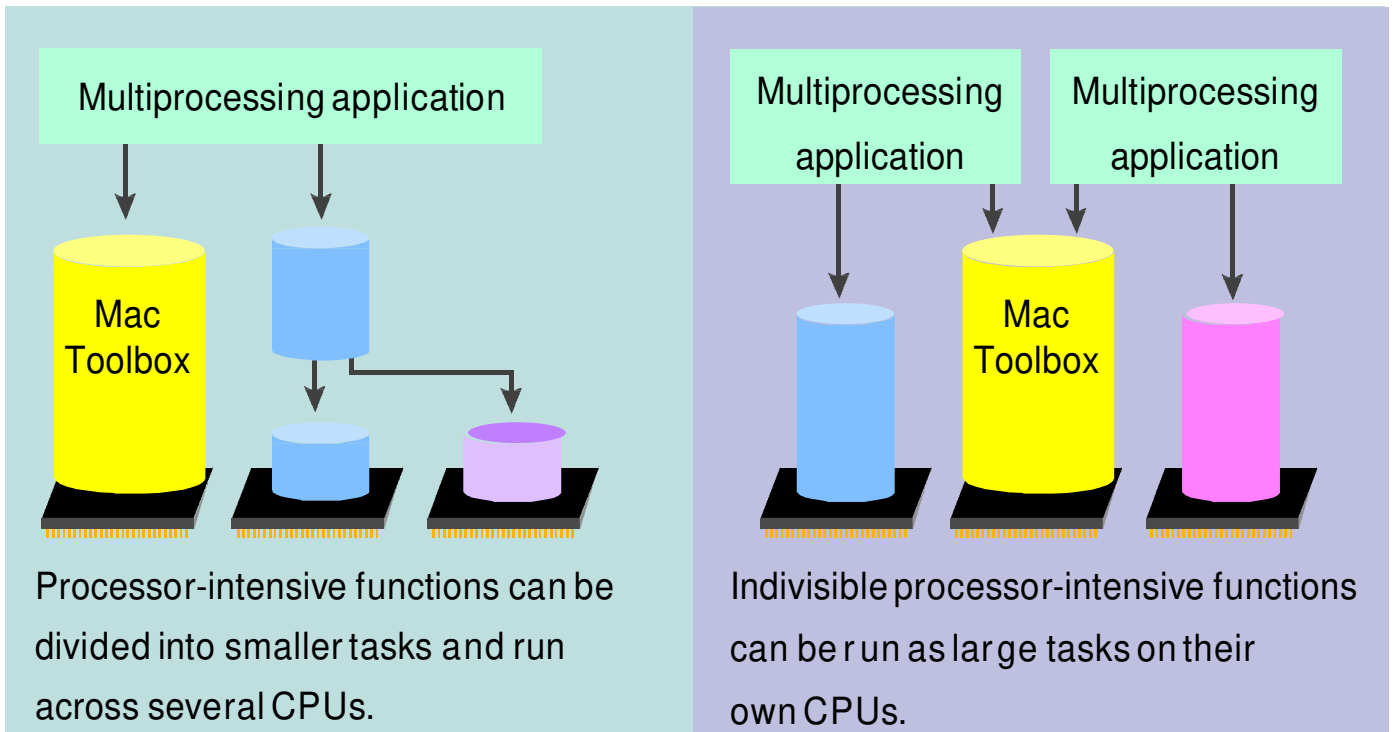 Multiprocessing application
Mac
Toolbox
Processor-intensive functions can be
divided into smaller tasks and run
across several CPUs.
Multiprocessing
application
Multiprocessing
application
Mac
Toolbox
Indivisible processor-intensive functions
can be run as large tasks on their
own CPUs.